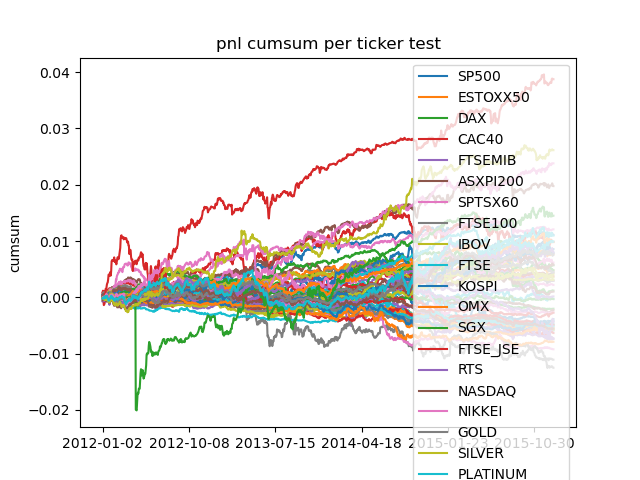 pnl cumsum per ticker test
cumsum
0.04
0.03
0.02
0.01
0.00
−0.01
−0.02
2012-01-02 2012-10-08 2013-07-15 2014-04-18 2015-01-23 2015-10-30
SP500
ESTOXX50
DAX
CAC40
FTSEMIB
ASXPI200
SPTSX60
FTSE100
IBOV
FTSE
KOSPI
OMX
SGX
FTSE_JSE
RTS
NASDAQ
NIKKEI
GOLD
SILVER
PLATINUM